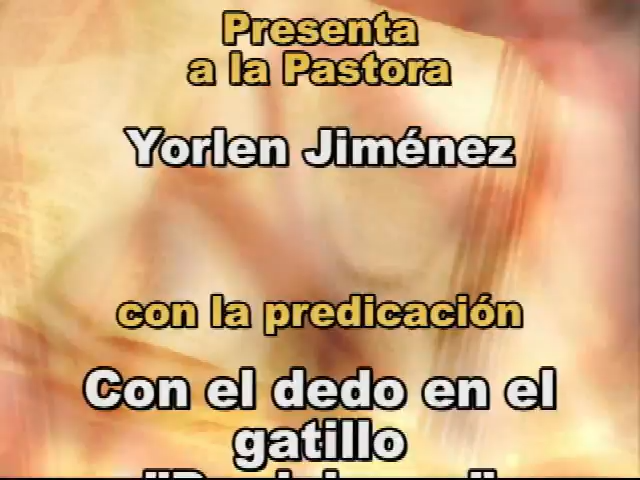 Presenta
a la Pastora
Yorlen Jiménez
con la predicación
Con el dedo en el
gatillo